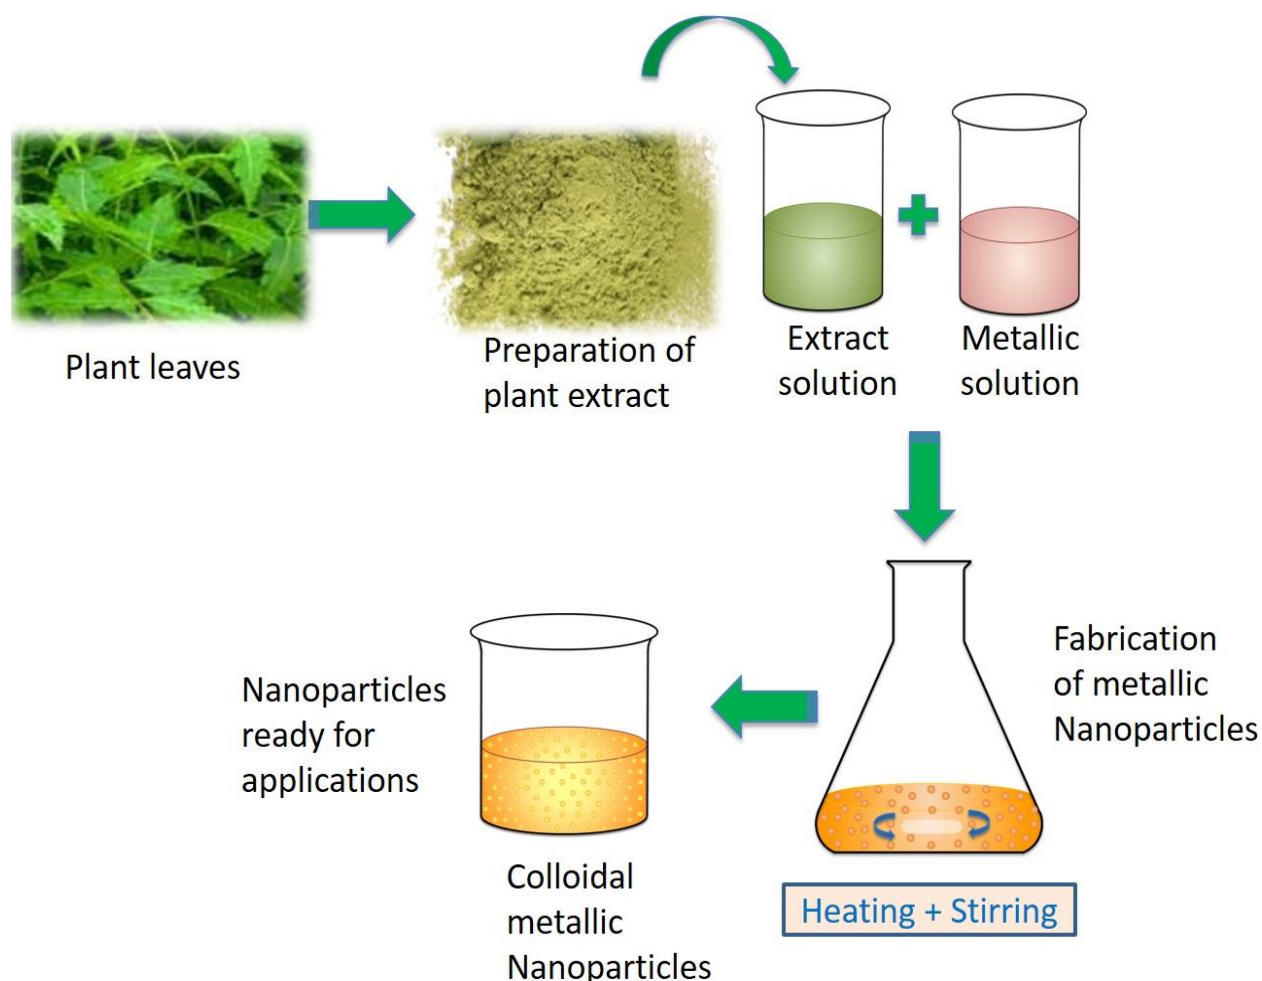 Plant leaves
Preparation of
plant extract
Extract
solution
Metallic
solution
Fabrication
of metallic
Nanoparticles
Heating + Stirring
Nanoparticles
ready for
applications
Colloidal
metallic
Nanoparticles